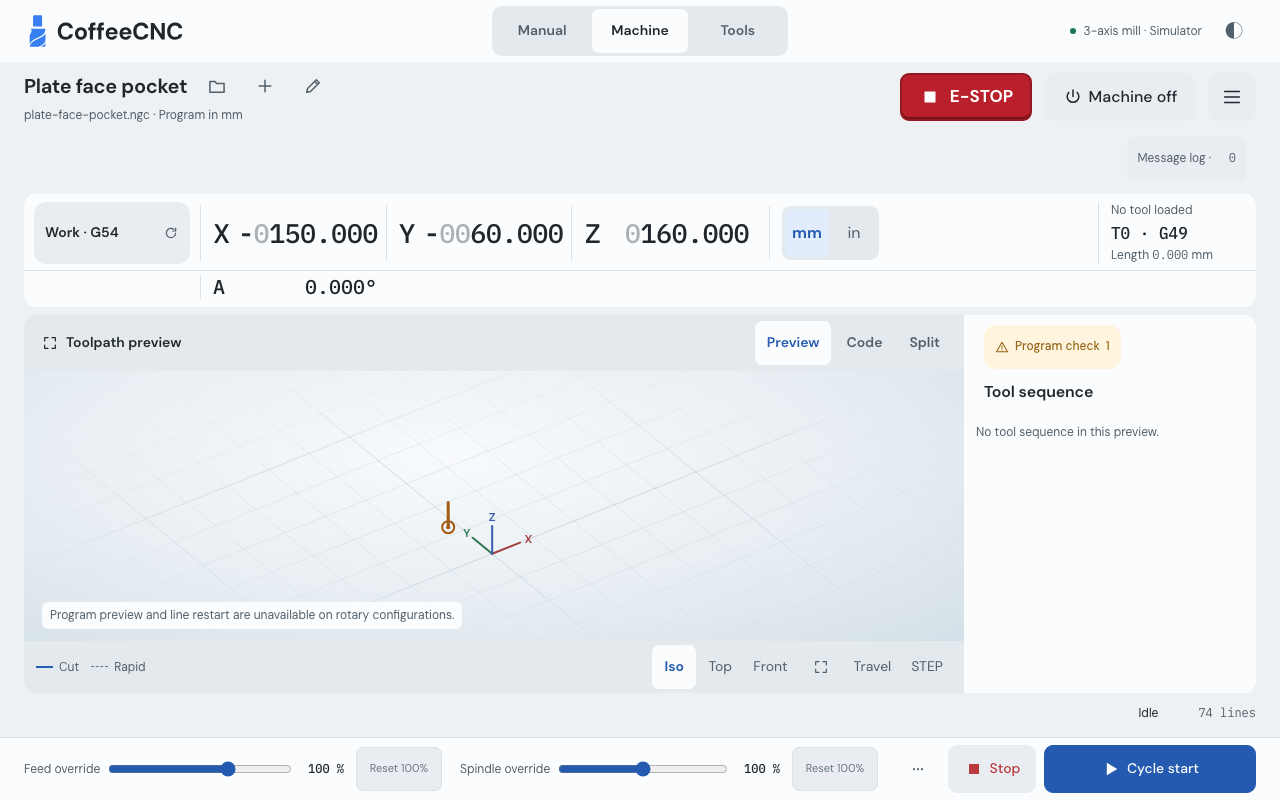 CoffeeCNC
Manual Machine Tools
3-axis mill · Simulator
Plate face pocket
plate-face-pocket.ngc · Program in mm
E-STOP
Machine off
Message log · 0
Work · G54
X -0150.000
Y -0060.000
Z 0160.000
mm in
No tool loaded
T0 · G49
Length 0.000 mm
A 0.000°
Toolpath preview
Preview Code Split
Program check 1
Tool sequence
No tool sequence in this preview.
Z
Y
X
Program preview and line restart are unavailable on rotary configurations.
Cut Rapid
Iso Top Front Travel STEP
Idle 74 lines
Feed override 100 % Reset 100%
Spindle override 100 % Reset 100%
...
Stop
Cycle start